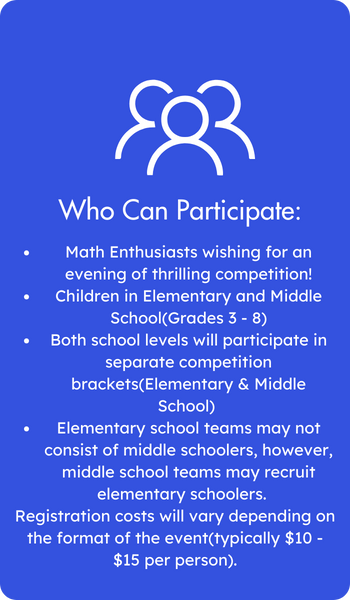 Who Can Participate:
• Math Enthusiasts wishing for an
evening of thrilling competition!
• Children in Elementary and Middle
School(Grades 3 - 8)
• Both school levels will participate in
separate competition
brackets(Elementary & Middle
School)
• Elementary school teams may not
consist of middle schoolers, however,
middle school teams may recruit
elementary schoolers.
Registration costs will vary depending on
the format of the event(typically $10 -
$15 per person).